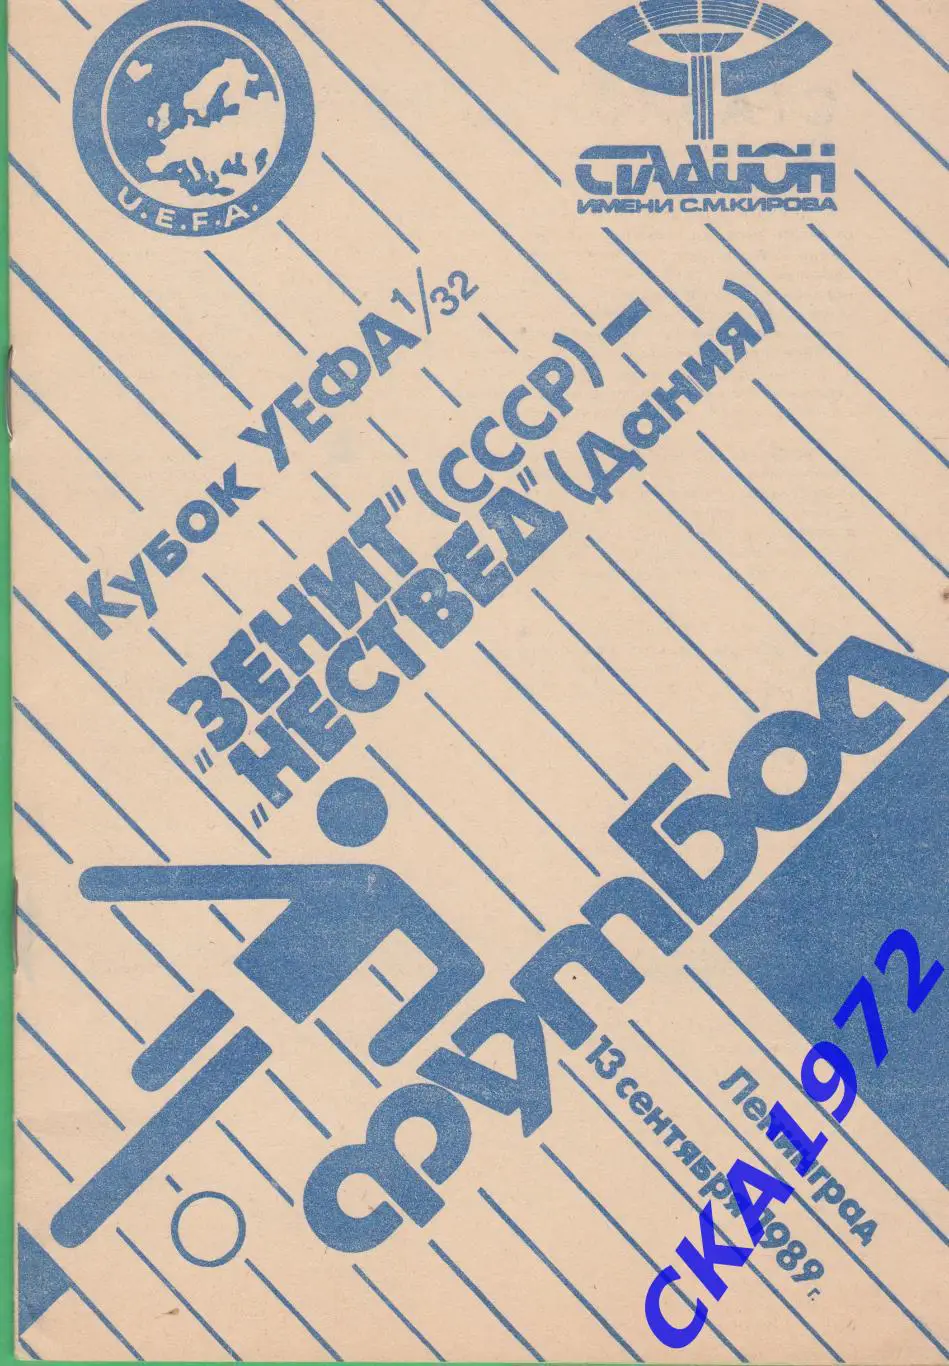 U.E.F.A.
СТАДИОН
ИМЕНИ С.М.КИРОВА
Кубок УЕФА 1/32
„ЗЕНИТ" (СССР) –
„НЕСТВЕД" (Дания)
футбол
13 сентября 1989 г.
Ленинград
СКА1972